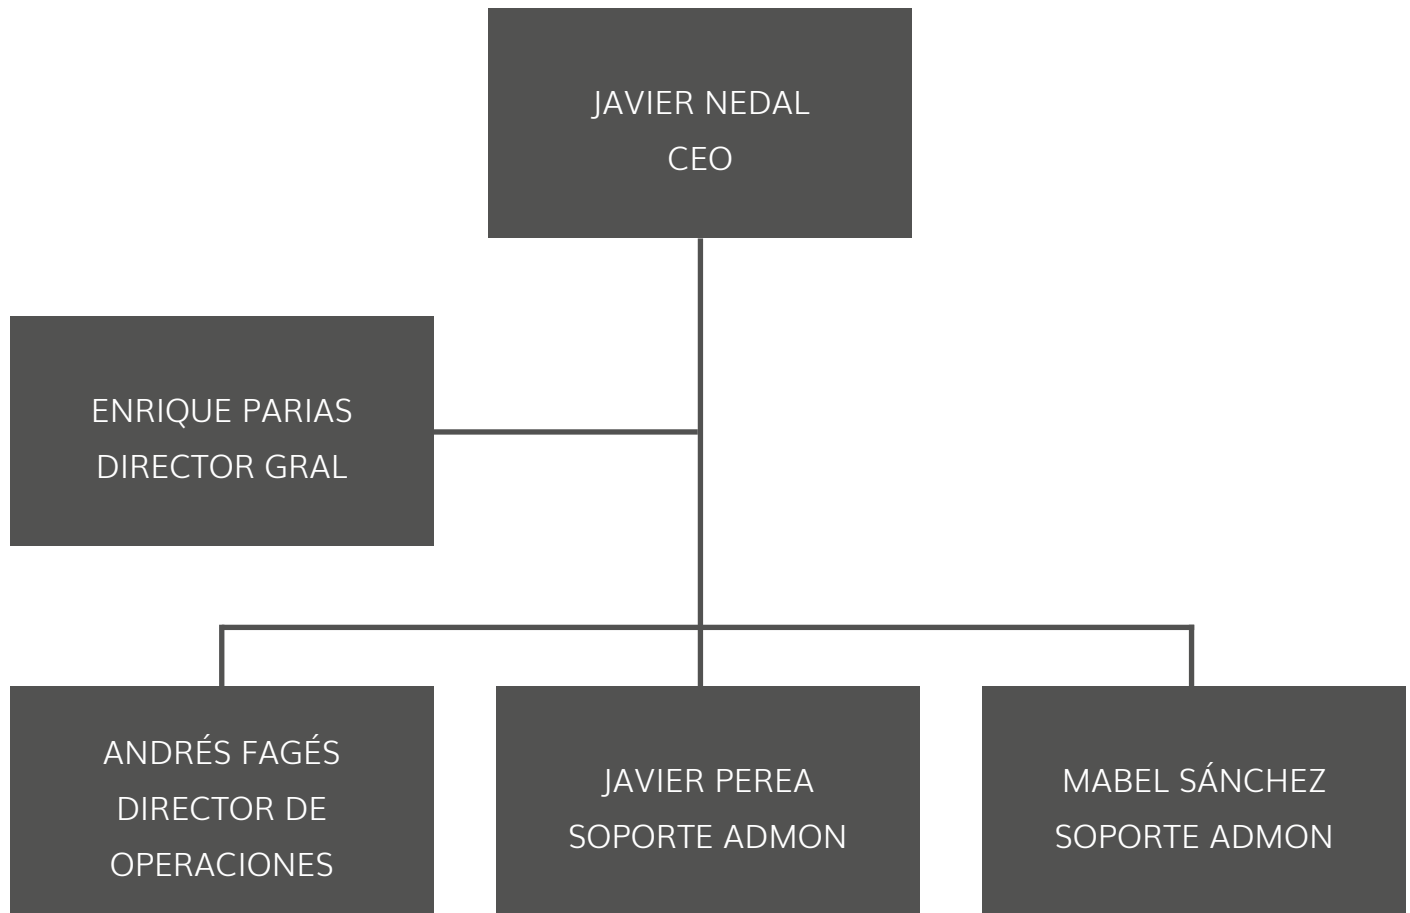 JAVIER NEDAL
CEO
ENRIQUE PARIAS
DIRECTOR GRAL
ANDRÉS FAGÉS
DIRECTOR DE
OPERACIONES
JAVIER PEREA
SOPORTE ADMON
MABEL SÁNCHEZ
SOPORTE ADMON